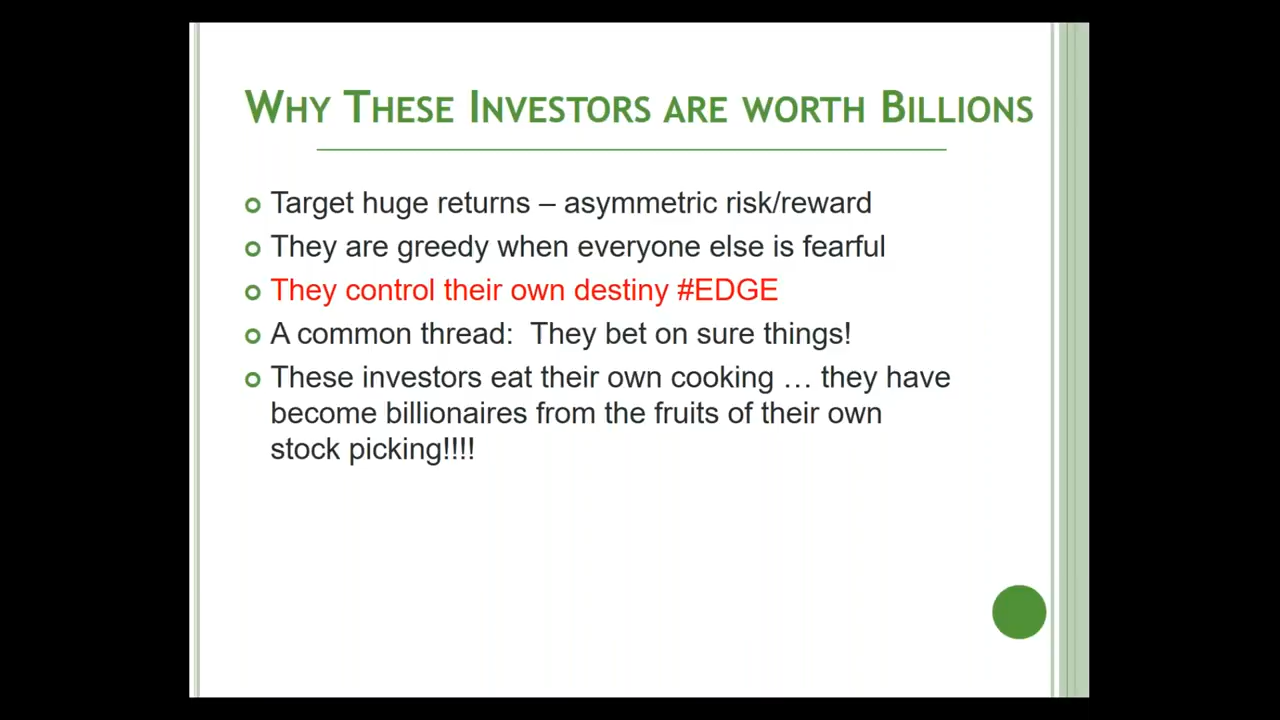 Why These Investors are worth Billions
Target huge returns – asymmetric risk/reward
They are greedy when everyone else is fearful
They control their own destiny #EDGE
A common thread:  They bet on sure things!
These investors eat their own cooking … they have
become billionaires from the fruits of their own
stock picking!!!!